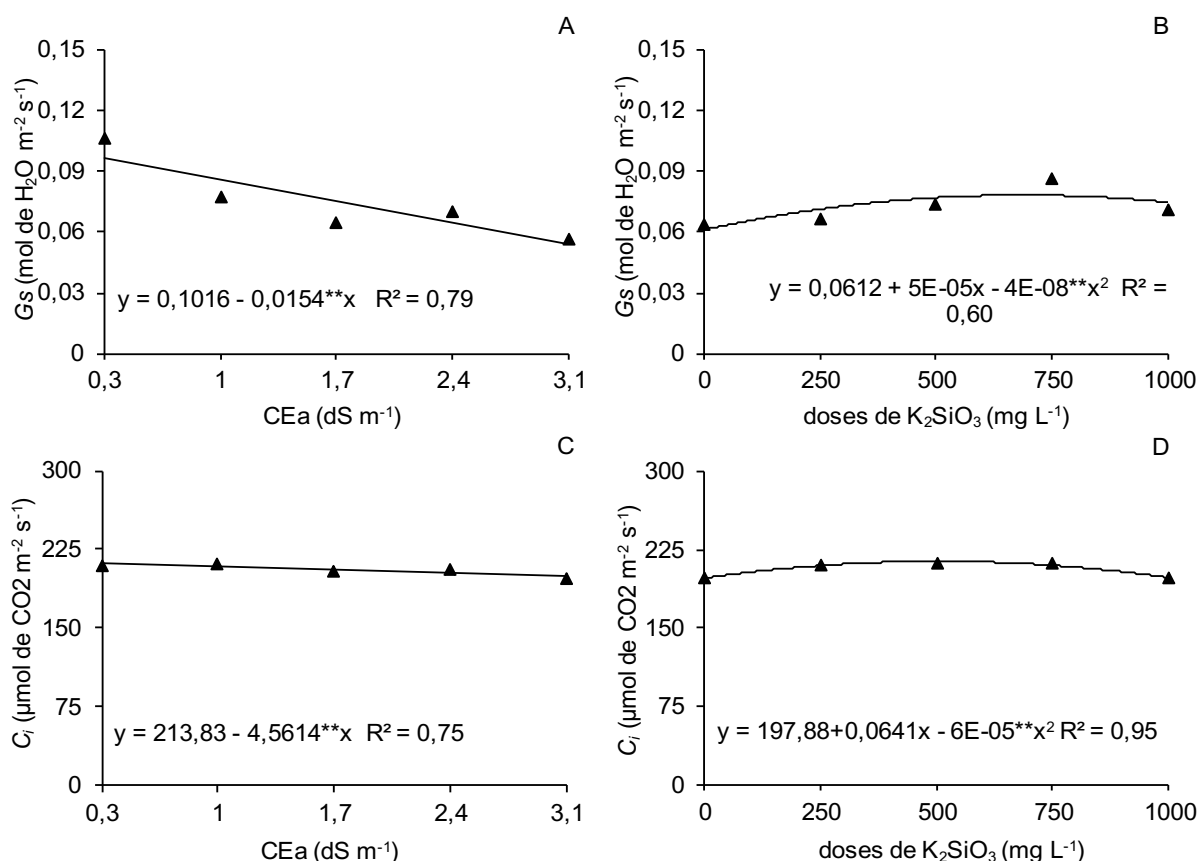 A
Gs (mol de H₂O m⁻² s⁻¹)
0,15
0,12
0,09
0,06
0,03
0
y = 0,1016 - 0,0154**x R² = 0,79
0,3 1 1,7 2,4 3,1
CEa (dS m⁻¹)
B
Gs (mol de H₂O m⁻² s⁻¹)
0,15
0,12
0,09
0,06
0,03
0
y = 0,0612 + 5E-05x - 4E-08**x² R² =
0,60
0 250 500 750 1000
doses de K₂SiO₃ (mg L⁻¹)
C
Cᵢ (µmol de CO2 m⁻² s⁻¹)
300
225
150
75
0
y = 213,83 - 4,5614**x R² = 0,75
0,3 1 1,7 2,4 3,1
CEa (dS m⁻¹)
D
Cᵢ (µmol de CO2 m⁻² s⁻¹)
300
225
150
75
0
y = 197,88+0,0641x - 6E-05**x² R² = 0,95
0 250 500 750 1000
doses de K₂SiO₃ (mg L⁻¹)